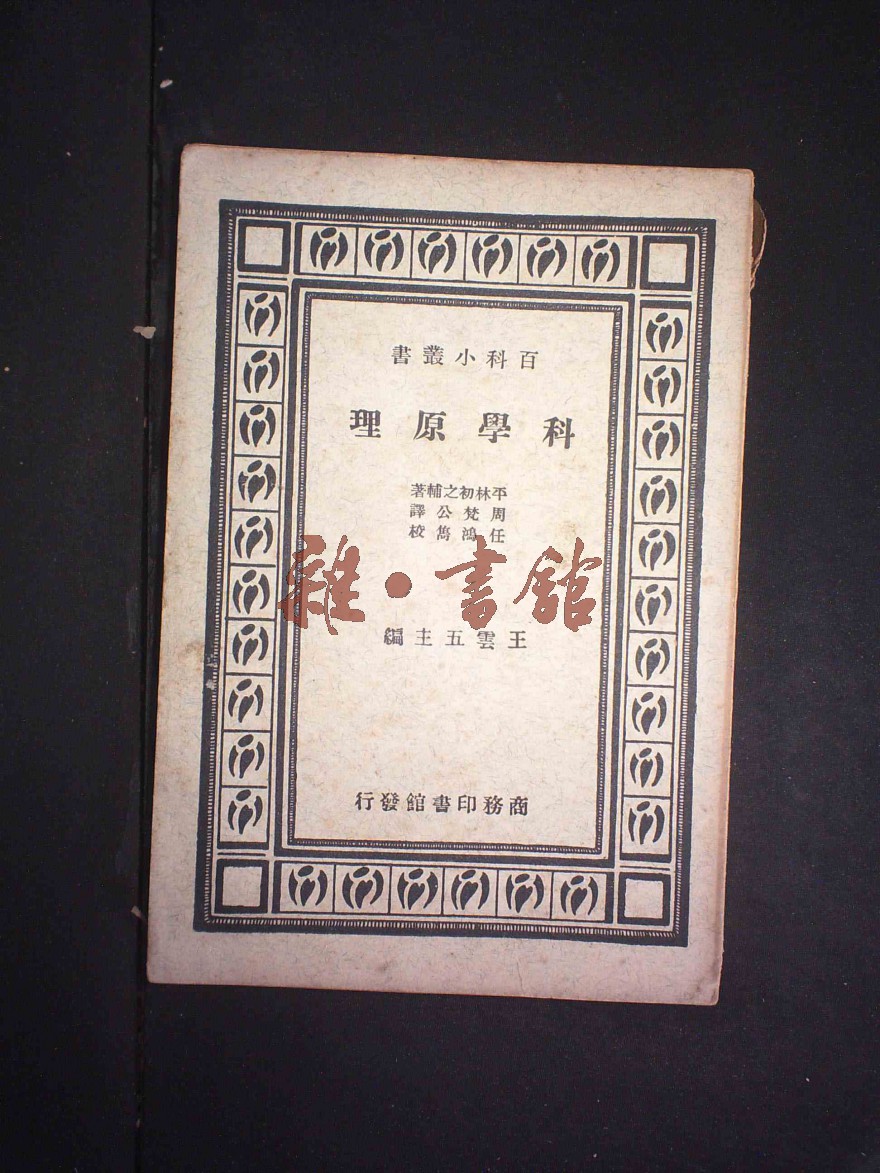 百科小叢書
科學原理
平林初之輔著
周梵公譯
任鴻雋校
雜·書館
王雲五主編
商務印書館發行